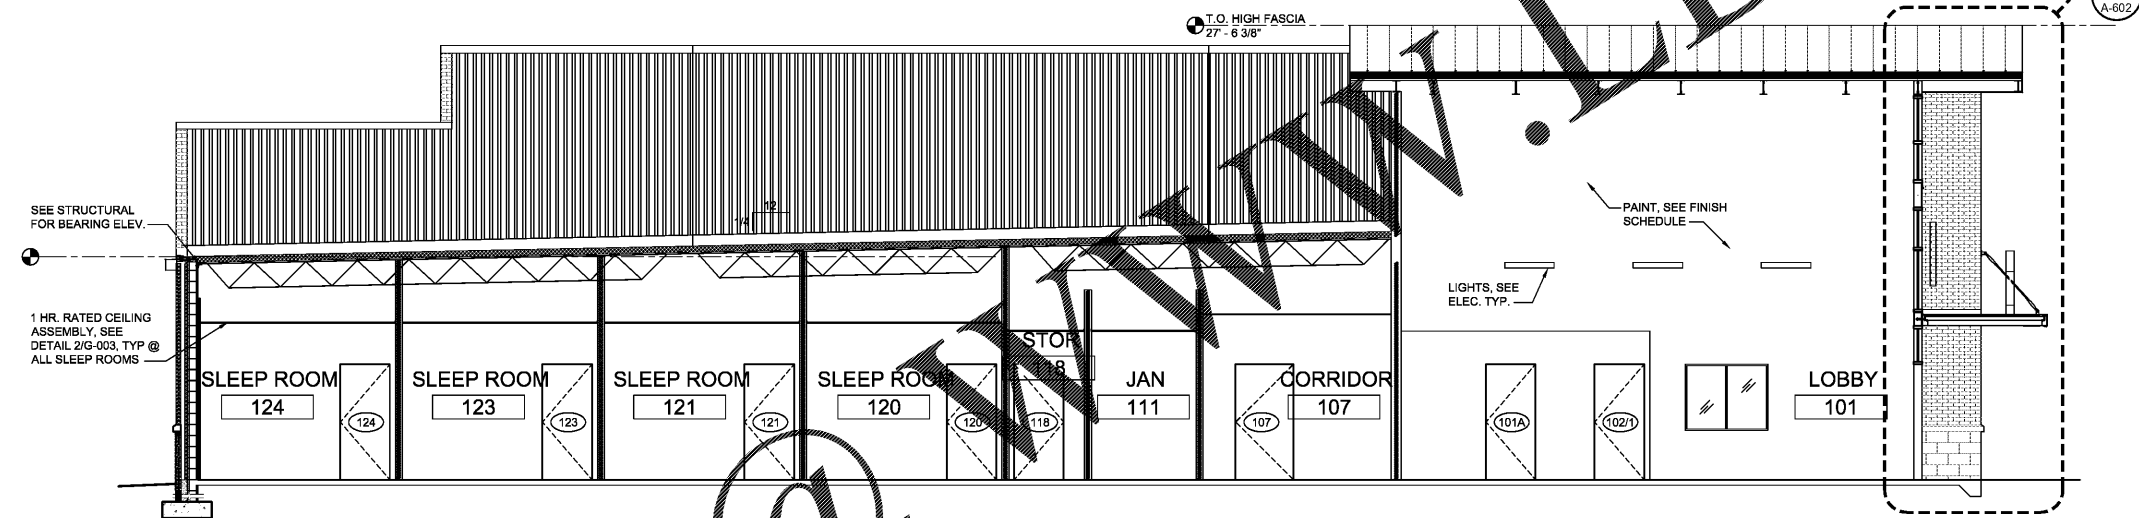 T.O. HIGH FASCIA
27' - 6 3/8"
A-602
SEE STRUCTURAL
FOR BEARING ELEV.
12
1/4
PAINT, SEE FINISH
SCHEDULE
LIGHTS, SEE
ELEC. TYP.
1 HR. RATED CEILING
ASSEMBLY, SEE
DETAIL 2/G-003, TYP @
ALL SLEEP ROOMS
STOR
118
SLEEP ROOM
124
SLEEP ROOM
123
SLEEP ROOM
121
SLEEP ROOM
120
JAN
111
CORRIDOR
107
LOBBY
101
124
123
121
120
118
107
101A
102/1
@ WWW.